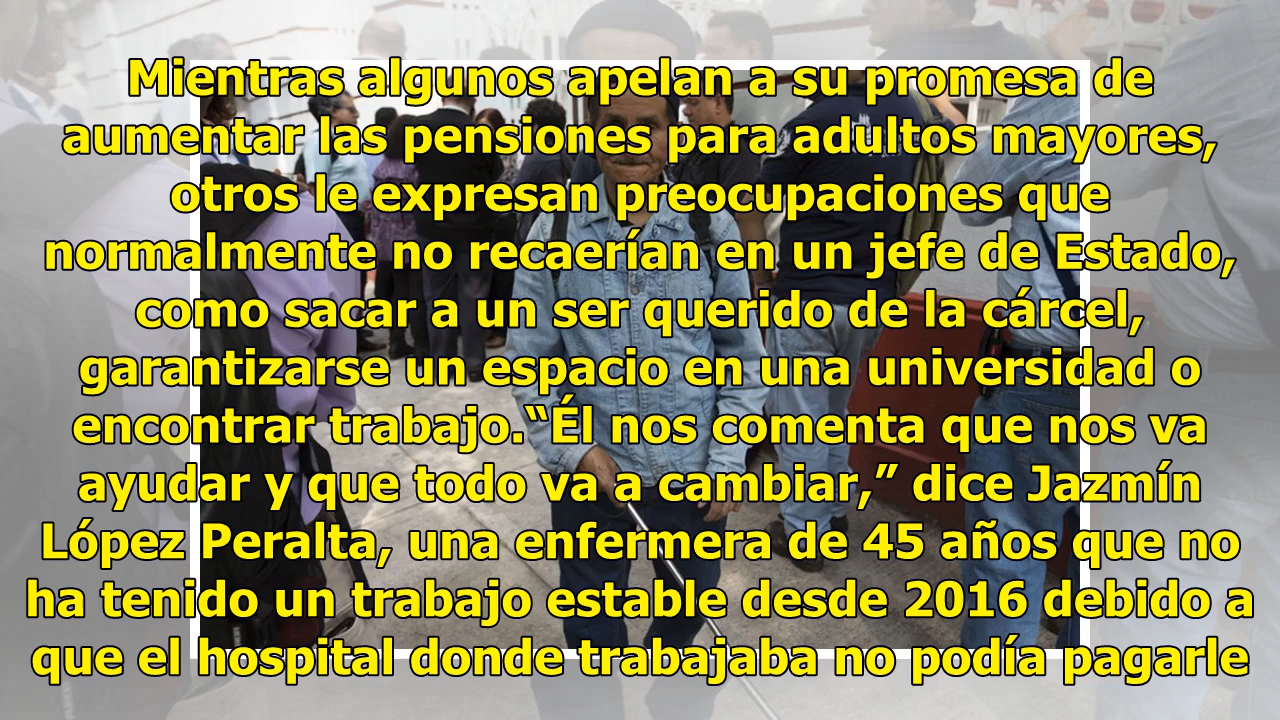 Mientras algunos apelan a su promesa de
aumentar las pensiones para adultos mayores,
otros le expresan preocupaciones que
normalmente no recaerían en un jefe de Estado,
como sacar a un ser querido de la cárcel,
garantizarse un espacio en una universidad o
encontrar trabajo.“Él nos comenta que nos va
ayudar y que todo va a cambiar,” dice Jazmín
López Peralta, una enfermera de 45 años que no
ha tenido un trabajo estable desde 2016 debido a
que el hospital donde trabajaba no podía pagarle